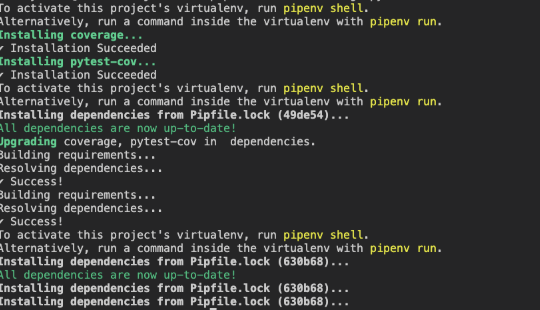 To activate this project's virtualenv, run pipenv shell.
Alternatively, run a command inside the virtualenv with pipenv run.
Installing coverage...
✔ Installation Succeeded
Installing pytest-cov...
✔ Installation Succeeded
To activate this project's virtualenv, run pipenv shell.
Alternatively, run a command inside the virtualenv with pipenv run.
Installing dependencies from Pipfile.lock (49de54)...
All dependencies are now up-to-date!
Upgrading coverage, pytest-cov in  dependencies.
Building requirements...
Resolving dependencies...
✔ Success!
Building requirements...
Resolving dependencies...
✔ Success!
To activate this project's virtualenv, run pipenv shell.
Alternatively, run a command inside the virtualenv with pipenv run.
Installing dependencies from Pipfile.lock (630b68)...
All dependencies are now up-to-date!
Installing dependencies from Pipfile.lock (630b68)...
Installing dependencies from Pipfile.lock (630b68)...